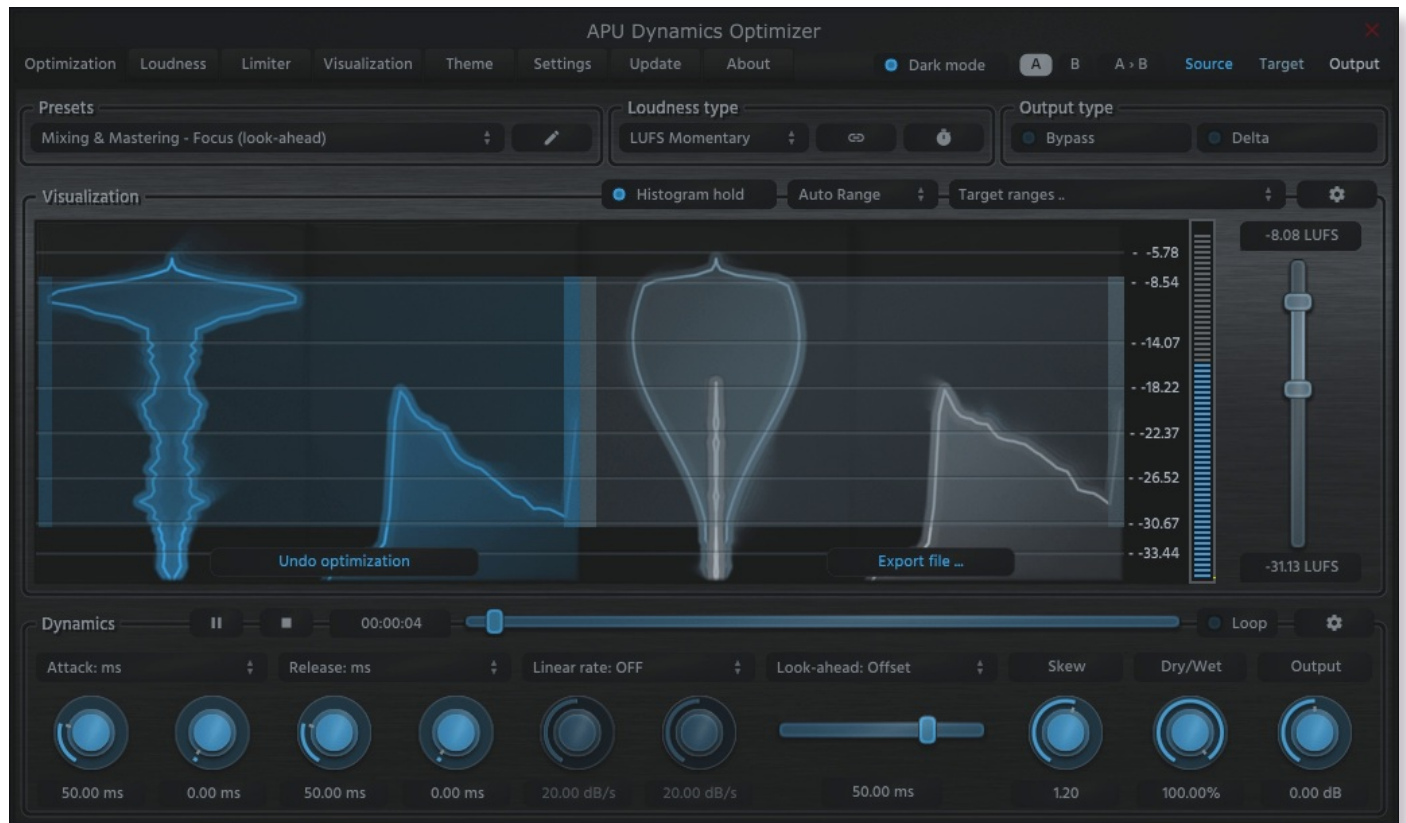 APU Dynamics Optimizer
Optimization Loudness Limiter Visualization Theme Settings Update About Dark mode A B A › B Source Target Output
Presets Loudness type Output type
Mixing & Mastering - Focus (look-ahead) LUFS Momentary Bypass Delta
Visualization Histogram hold Auto Range Target ranges ..
-8.08 LUFS
- -5.78
- -8.54
- -14.07
- -18.22
- -22.37
- -26.52
- -30.67
- -33.44
Undo optimization Export file ... -31.13 LUFS
Dynamics 00:00:04 Loop
Attack: ms Release: ms Linear rate: OFF Look-ahead: Offset Skew Dry/Wet Output
50.00 ms 0.00 ms 50.00 ms 0.00 ms 20.00 dB/s 20.00 dB/s 50.00 ms 1.20 100.00% 0.00 dB